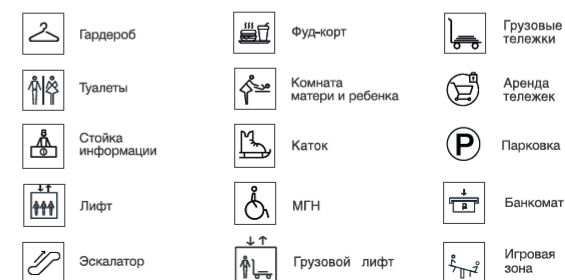 Гардероб
Туалеты
Стойка
информации
Лифт
Эскалатор
Фуд-корт
Комната
матери и ребенка
Каток
МГН
Грузовой лифт
Грузовые
тележки
Аренда
тележек
P
Парковка
Банкомат
Игровая
зона